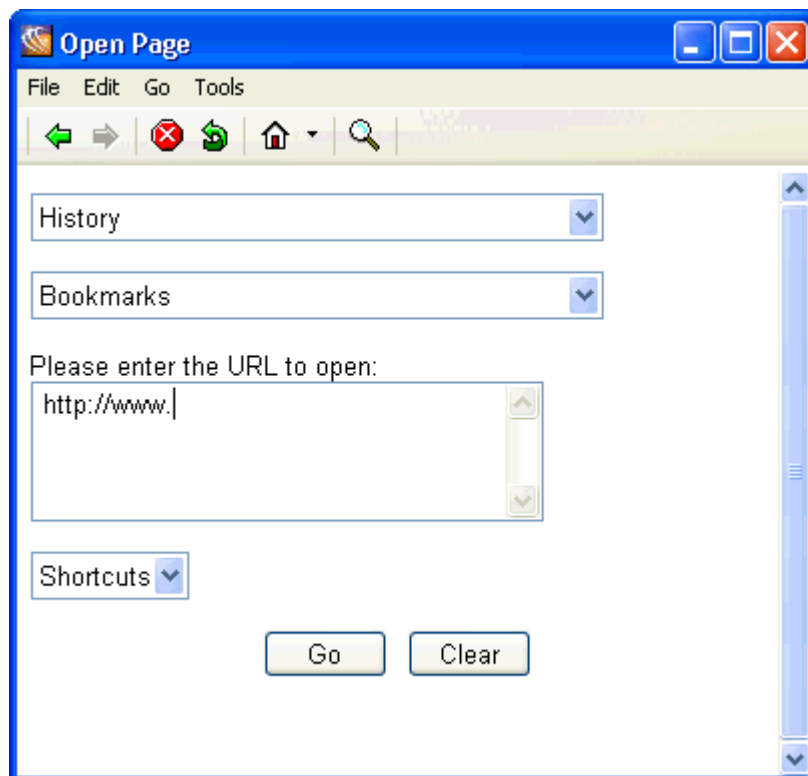 Open Page
File Edit Go Tools
History
Bookmarks
Please enter the URL to open:
http://www.
Shortcuts
Go Clear